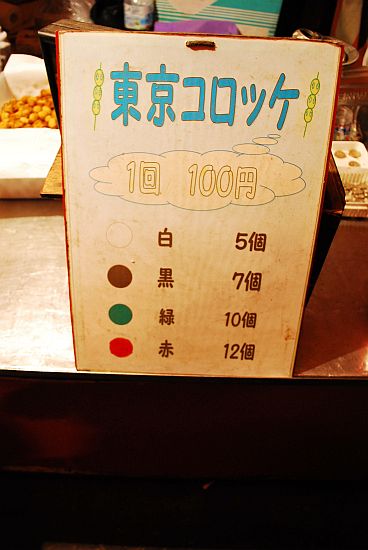 東京コロッケ
1回 100円
白 5個
黒 7個
緑 10個
赤 12個